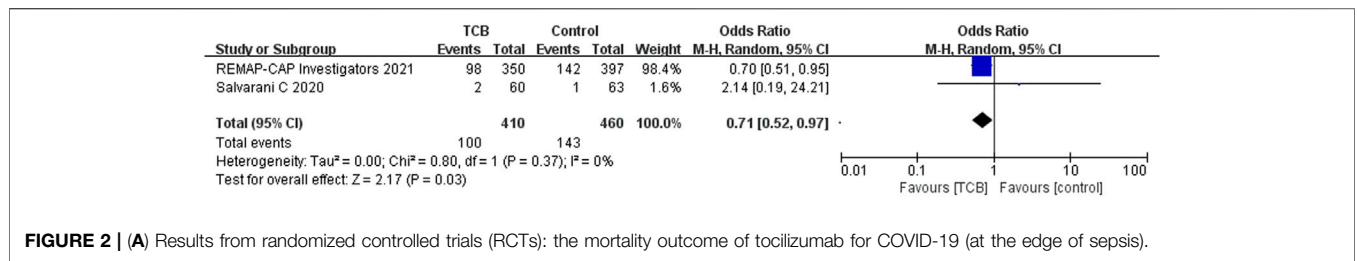 TCB Control Odds Ratio Odds Ratio
Study or Subgroup Events Total Events Total Weight M-H, Random, 95% CI M-H, Random, 95% CI
REMAP-CAP Investigators 2021 98 350 142 397 98.4% 0.70 [0.51, 0.95]
Salvarani C 2020 2 60 1 63 1.6% 2.14 [0.19, 24.21]
Total (95% CI) 410 460 100.0% 0.71 [0.52, 0.97]
Total events 100 143
Heterogeneity: Tau² = 0.00; Chi² = 0.80, df = 1 (P = 0.37); I² = 0%
Test for overall effect: Z = 2.17 (P = 0.03)
0.01 0.1 1 10 100
Favours [TCB] Favours [control]
FIGURE 2 | (A) Results from randomized controlled trials (RCTs): the mortality outcome of tocilizumab for COVID-19 (at the edge of sepsis).